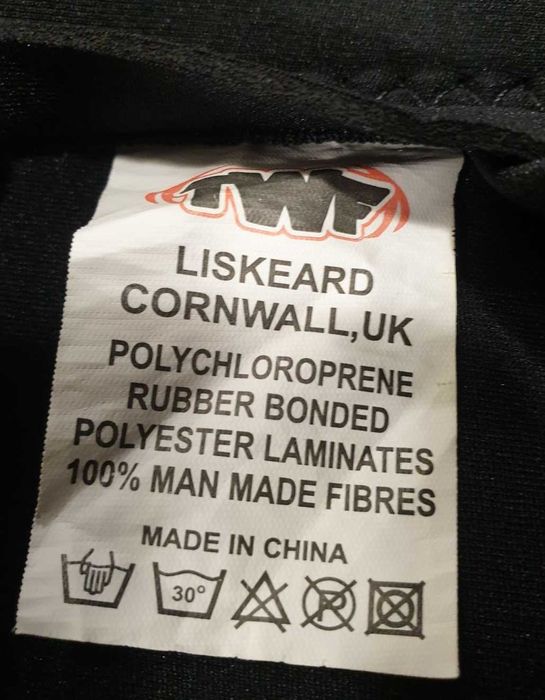 TWF
LISKEARD
CORNWALL,UK
POLYCHLOROPRENE
RUBBER BONDED
POLYESTER LAMINATES
100% MAN MADE FIBRES
MADE IN CHINA
30° P